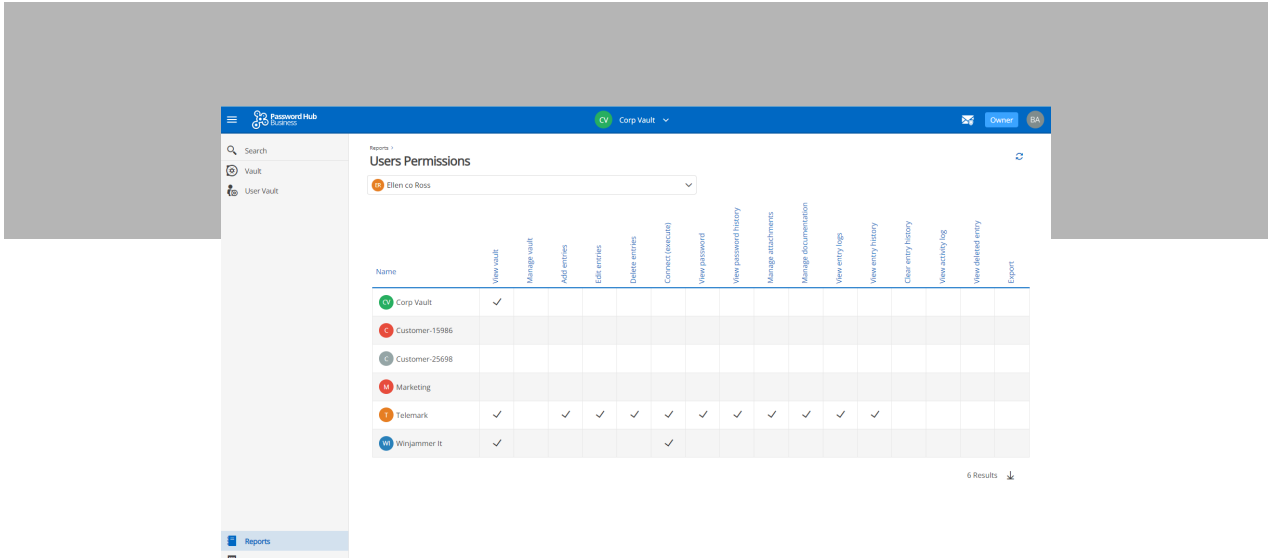 Password Hub
Business
CV Corp Vault
Owner BA
Search
Vault
User Vault
Reports
Reports ›
Users Permissions
ER Ellen co Ross
Name
View vault
Manage vault
Add entries
Edit entries
Delete entries
Connect (execute)
View password
View password history
Manage attachments
Manage documentation
View entry logs
View entry history
Clear entry history
View activity log
View deleted entry
Export
CV Corp Vault
C Customer-15986
C Customer-25698
M Marketing
T Telemark
WI Winjammer It
6 Results